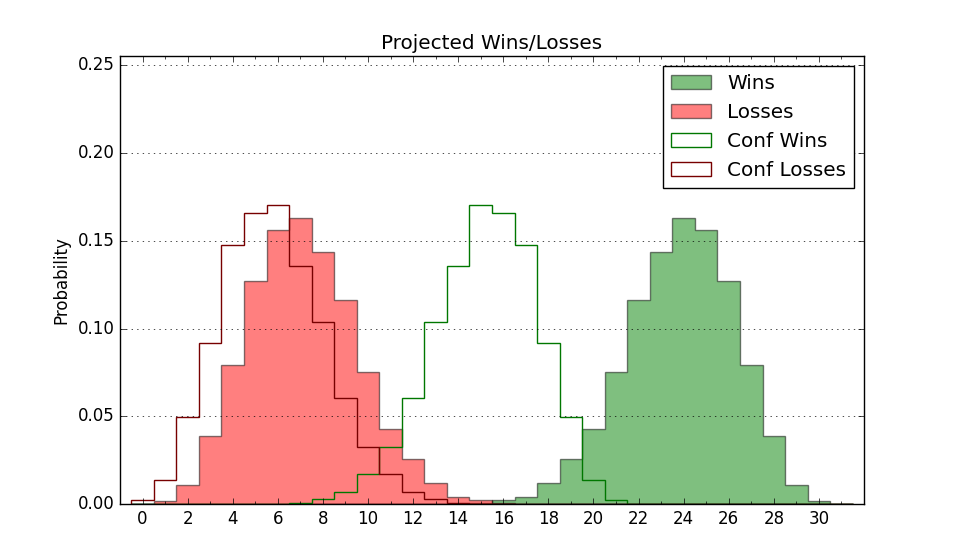 Projected Wins/Losses
Probability
0.25
0.20
0.15
0.10
0.05
0.00
Wins
Losses
Conf Wins
Conf Losses
0 2 4 6 8 10 12 14 16 18 20 22 24 26 28 30